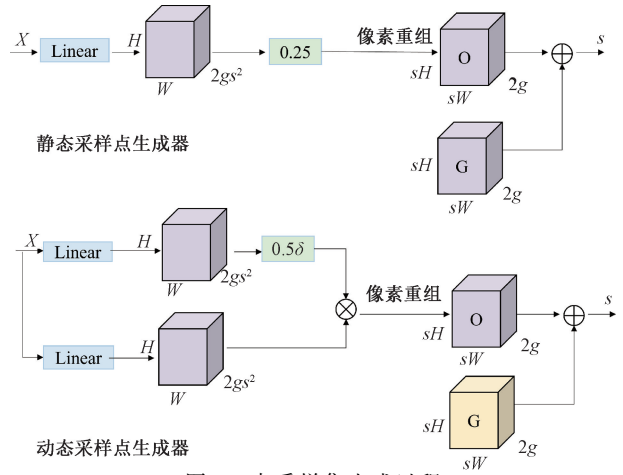 X Linear H W 2gs² 0.25 像素重组 sH O sW 2g s
sH G sW 2g
静态采样点生成器
X Linear H W 2gs² 0.5δ
像素重组 sH O sW 2g s
Linear H W 2gs²
sH G sW 2g
动态采样点生成器